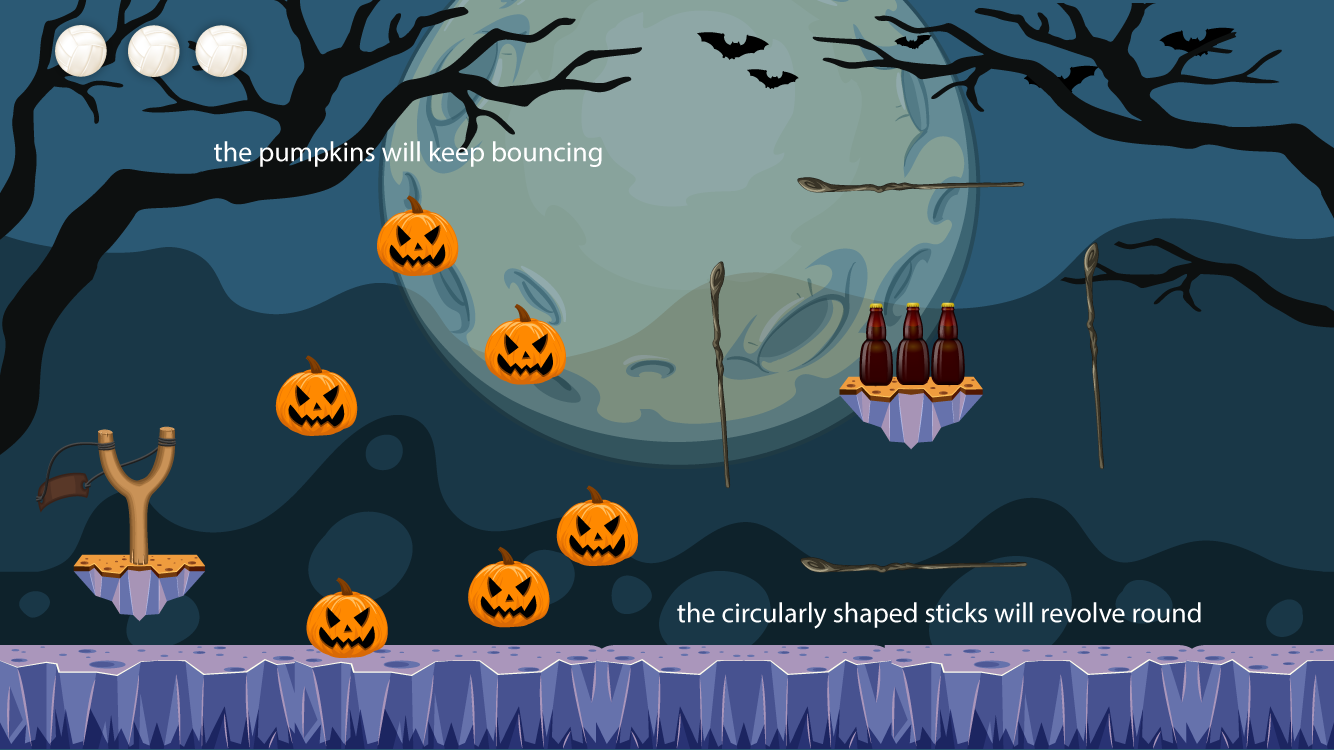 the pumpkins will keep bouncing
the circularly shaped sticks will revolve round